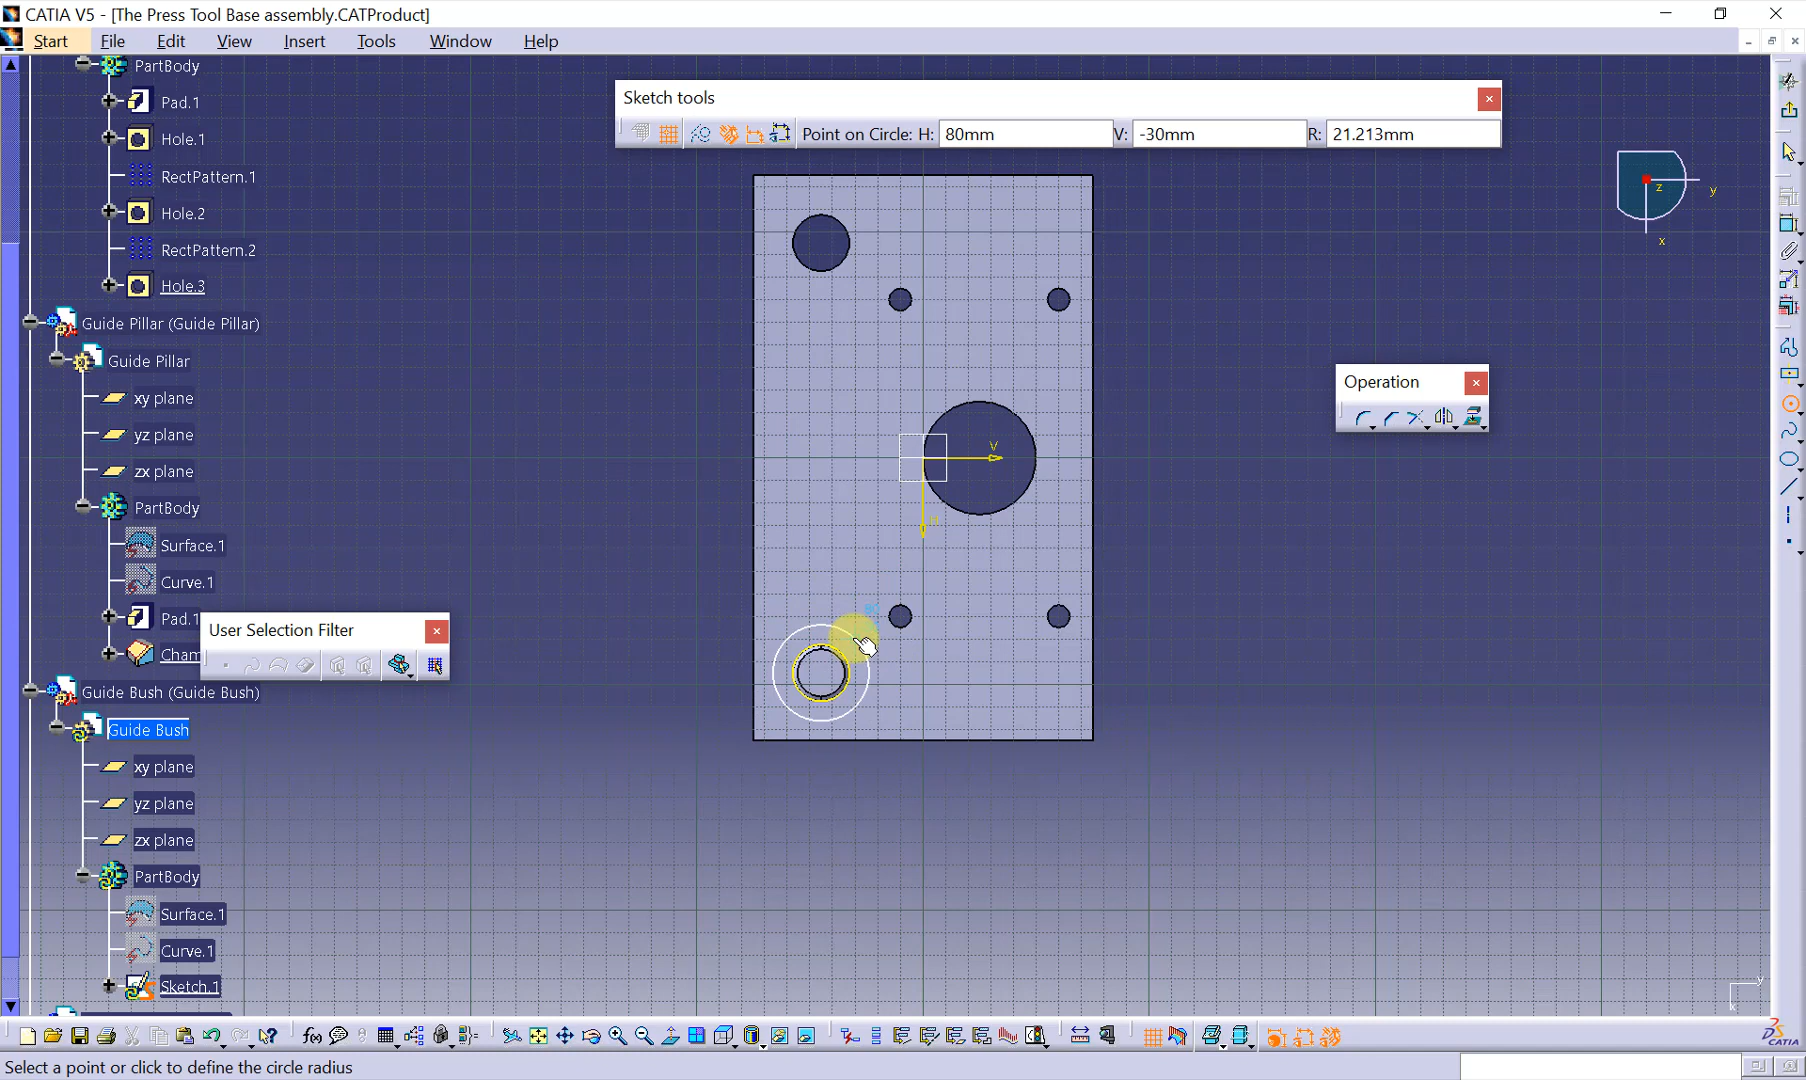 CATIA V5 - [The Press Tool Base assembly.CATProduct]
Start File Edit View Insert Tools Window Help
Sketch tools
Point on Circle: H: 80mm V: -30mm R: 21.213mm
PartBody
Pad.1
Hole.1
RectPattern.1
Hole.2
RectPattern.2
Hole.3
Guide Pillar (Guide Pillar)
Guide Pillar
xy plane
yz plane
zx plane
PartBody
Surface.1
Curve.1
Pad.1
Cham
User Selection Filter
Guide Bush (Guide Bush)
Guide Bush
xy plane
yz plane
zx plane
PartBody
Surface.1
Curve.1
Sketch.1
Operation
z
y
x
V
H
y
x
f(x)
CATIA
Select a point or click to define the circle radius